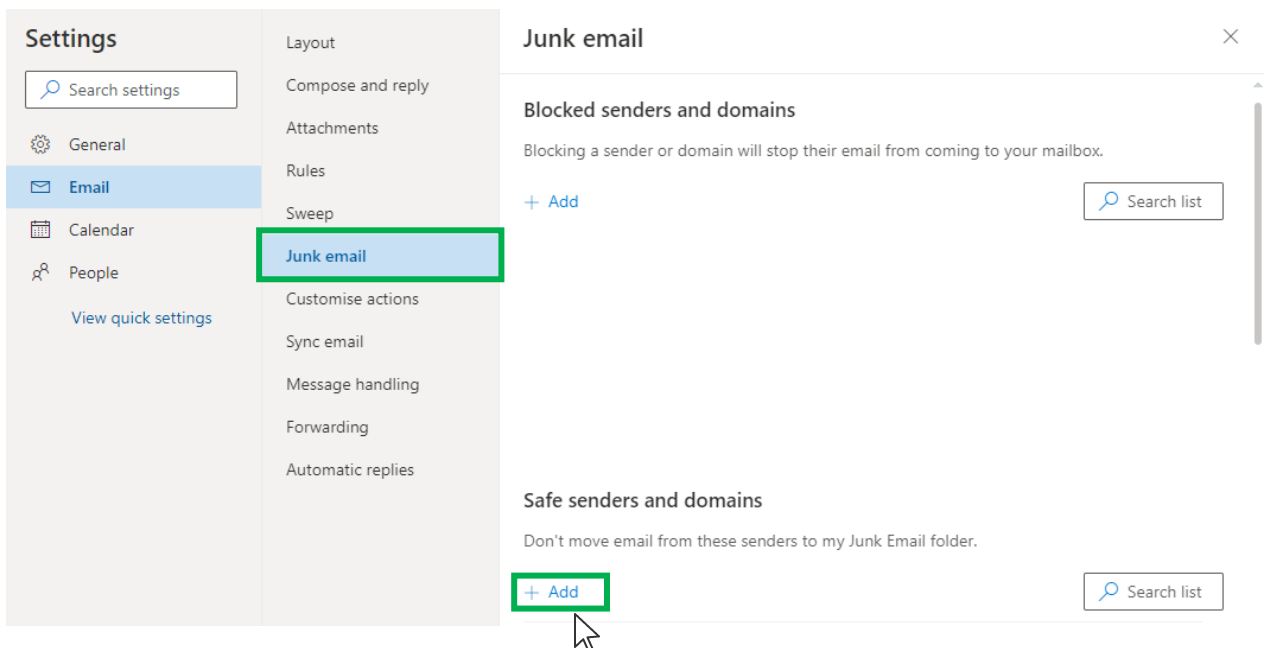 Settings
Search settings
General
Email
Calendar
People
View quick settings
Layout
Compose and reply
Attachments
Rules
Sweep
Junk email
Customise actions
Sync email
Message handling
Forwarding
Automatic replies
Junk email
Blocked senders and domains
Blocking a sender or domain will stop their email from coming to your mailbox.
+ Add
Search list
Safe senders and domains
Don't move email from these senders to my Junk Email folder.
+ Add
Search list